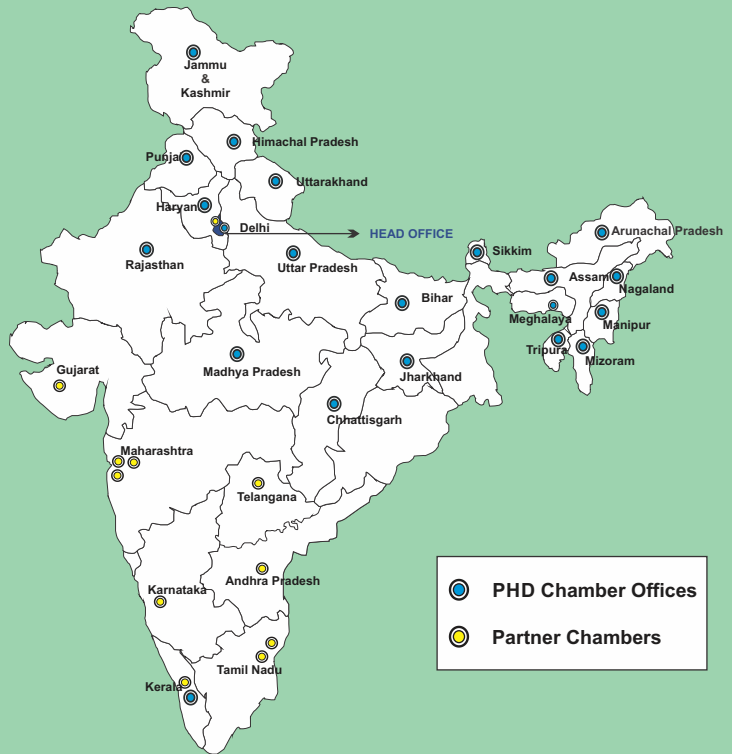 Jammu
&
Kashmir
Himachal Pradesh
Punja
Uttarakhand
Haryan
Delhi
HEAD OFFICE
Rajasthan
Uttar Pradesh
Sikkim
Arunachal Pradesh
Assam
Nagaland
Bihar
Meghalaya
Manipur
Tripura
Mizoram
Gujarat
Madhya Pradesh
Jharkhand
Chhattisgarh
Maharashtra
Telangana
Andhra Pradesh
Karnataka
Tamil Nadu
Kerala
PHD Chamber Offices
Partner Chambers